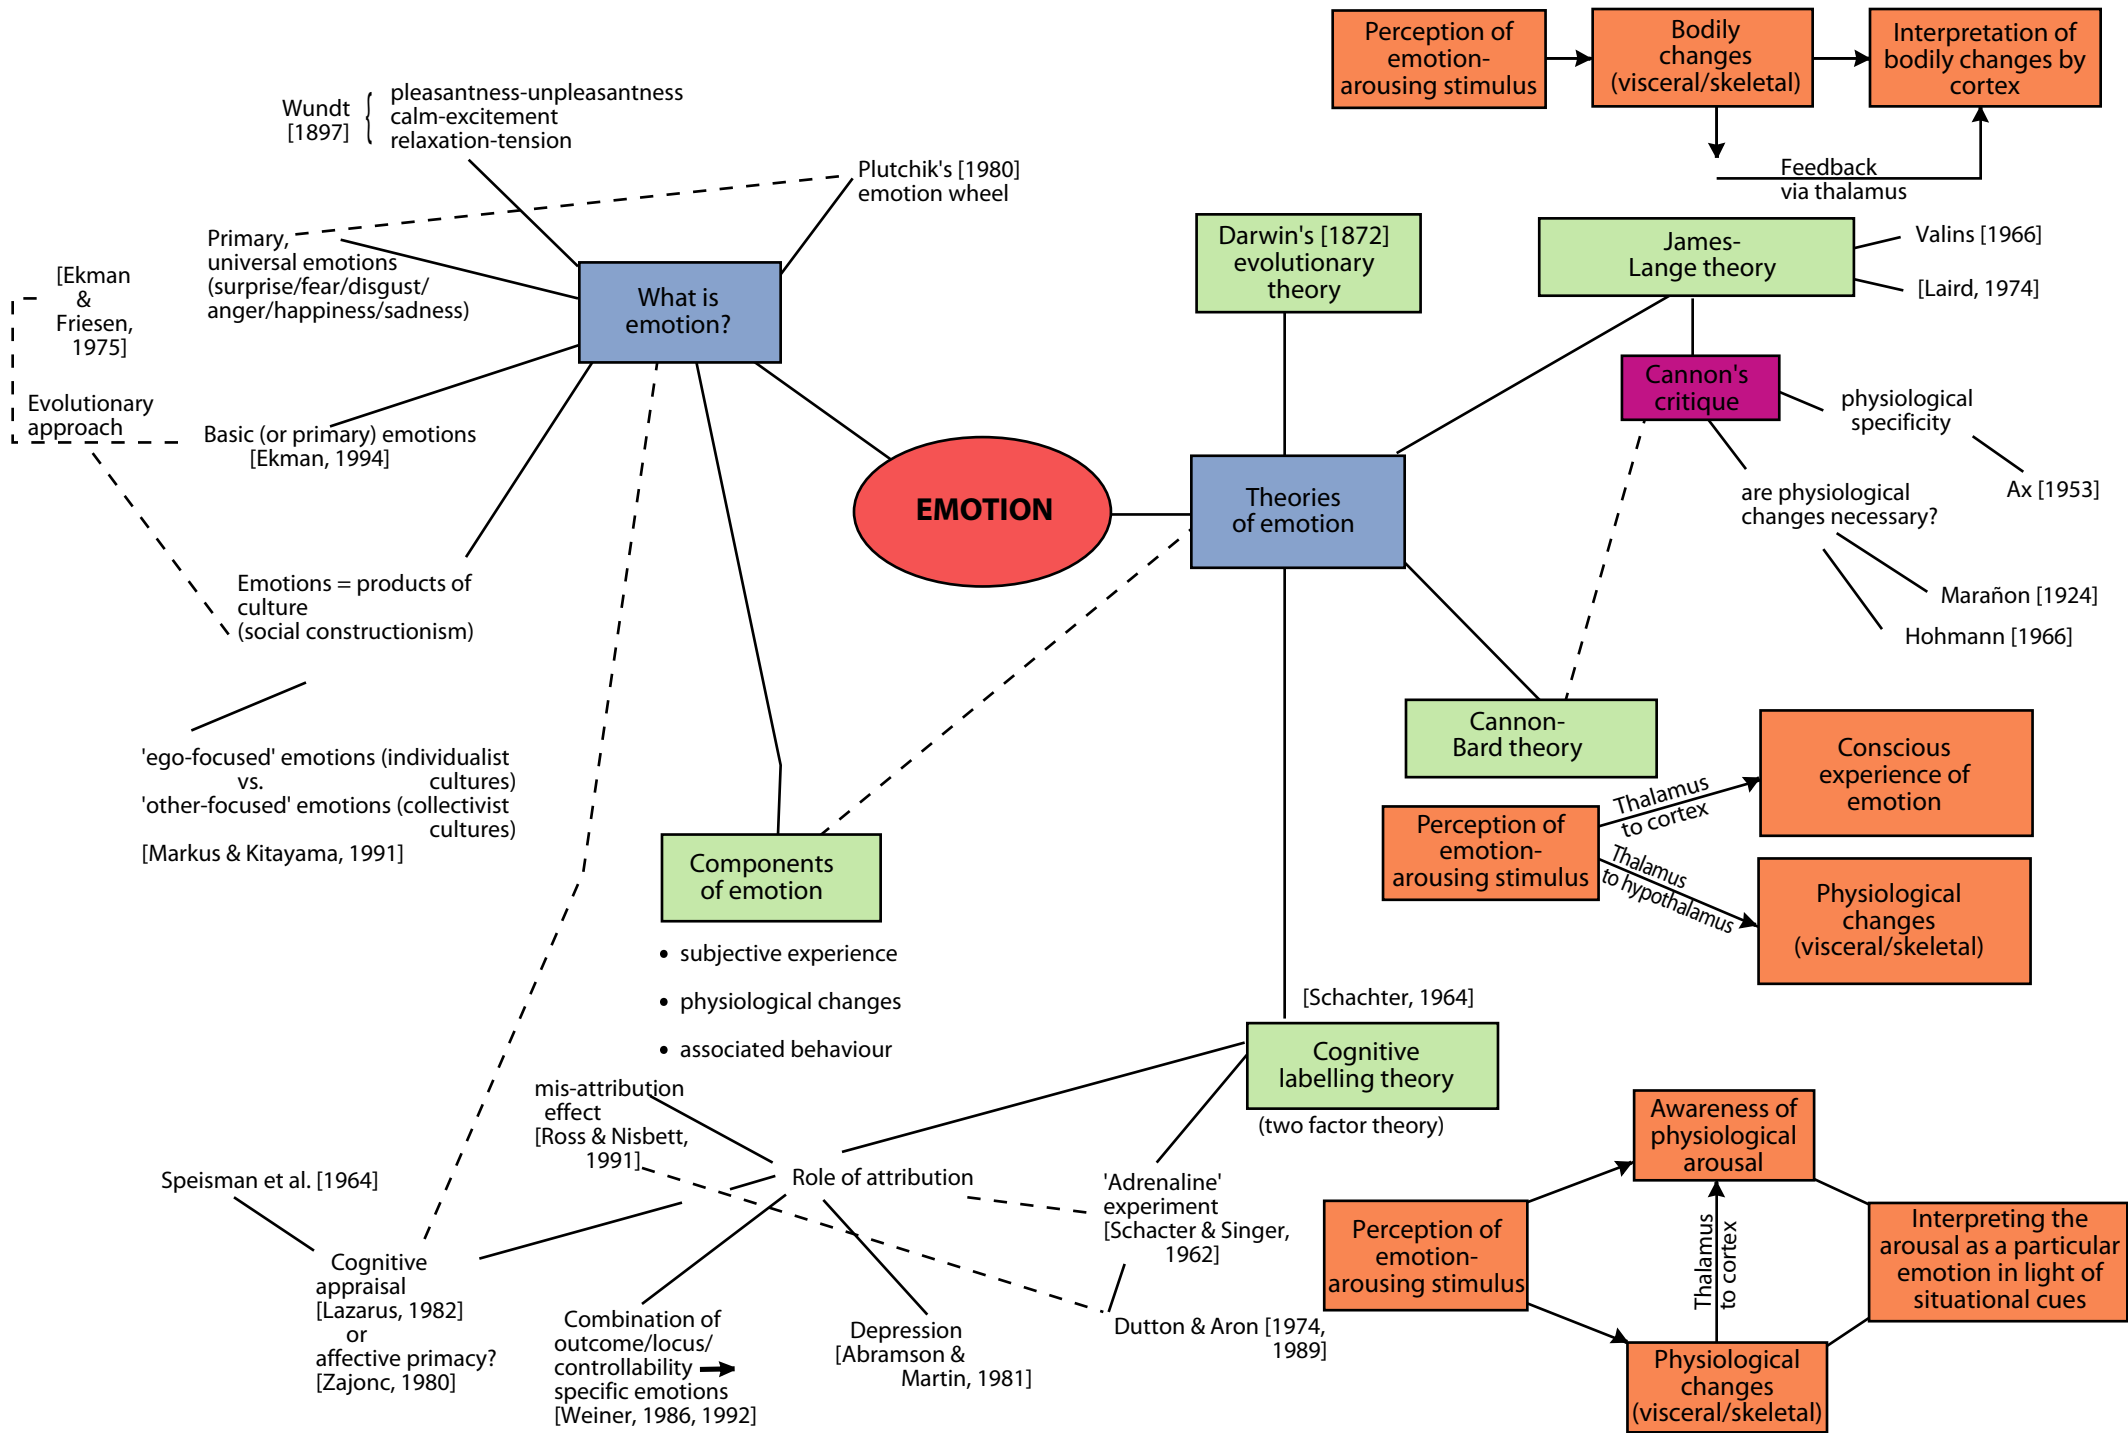 Perception of
emotion-
arousing stimulus
Bodily
changes
(visceral/skeletal)
Interpretation of
bodily changes by
cortex
Feedback
via thalamus
Wundt
[1897]
pleasantness-unpleasantness
calm-excitement
relaxation-tension
Plutchik's [1980]
emotion wheel
Primary,
universal emotions
(surprise/fear/disgust/
anger/happiness/sadness)
[Ekman
&
Friesen,
1975]
Evolutionary
approach
What is
emotion?
Basic (or primary) emotions
[Ekman, 1994]
Emotions = products of
culture
(social constructionism)
'ego-focused' emotions (individualist
vs. cultures)
'other-focused' emotions (collectivist
cultures)
[Markus & Kitayama, 1991]
EMOTION
Darwin's [1872]
evolutionary
theory
James-
Lange theory
Valins [1966]
[Laird, 1974]
Cannon's
critique
physiological
specificity
Ax [1953]
are physiological
changes necessary?
Marañon [1924]
Hohmann [1966]
Theories
of emotion
Cannon-
Bard theory
Perception of
emotion-
arousing stimulus
Thalamus
to cortex
Thalamus
to hypothalamus
Conscious
experience of
emotion
Physiological
changes
(visceral/skeletal)
Components
of emotion
• subjective experience
• physiological changes
• associated behaviour
[Schachter, 1964]
Cognitive
labelling theory
(two factor theory)
mis-attribution
effect
[Ross & Nisbett,
1991]
Role of attribution
'Adrenaline'
experiment
[Schacter & Singer,
1962]
Dutton & Aron [1974,
1989]
Speisman et al. [1964]
Cognitive
appraisal
[Lazarus, 1982]
or
affective primacy?
[Zajonc, 1980]
Combination of
outcome/locus/
controllability
specific emotions
[Weiner, 1986, 1992]
Depression
[Abramson &
Martin, 1981]
Awareness of
physiological
arousal
Perception of
emotion-
arousing stimulus
Thalamus
to cortex
Interpreting the
arousal as a particular
emotion in light of
situational cues
Physiological
changes
(visceral/skeletal)